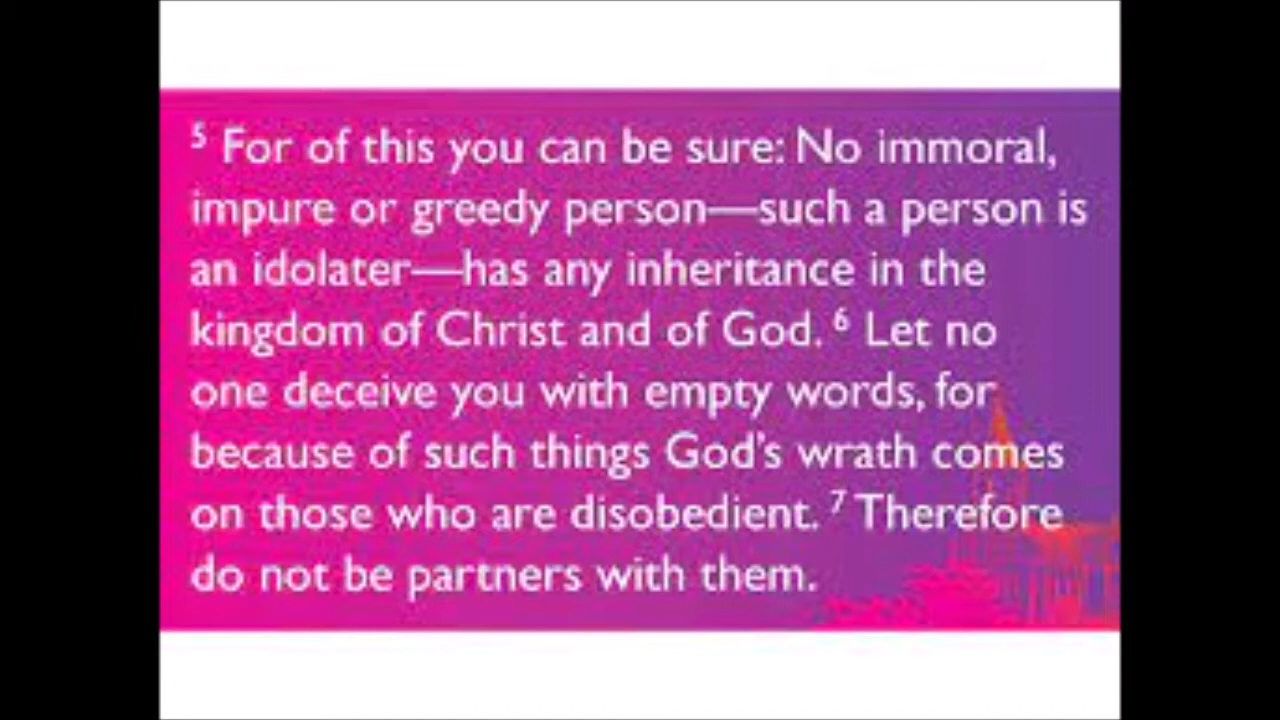 ⁵ For of this you can be sure: No immoral,
impure or greedy person—such a person is
an idolater—has any inheritance in the
kingdom of Christ and of God. ⁶ Let no
one deceive you with empty words, for
because of such things God’s wrath comes
on those who are disobedient. ⁷ Therefore
do not be partners with them.